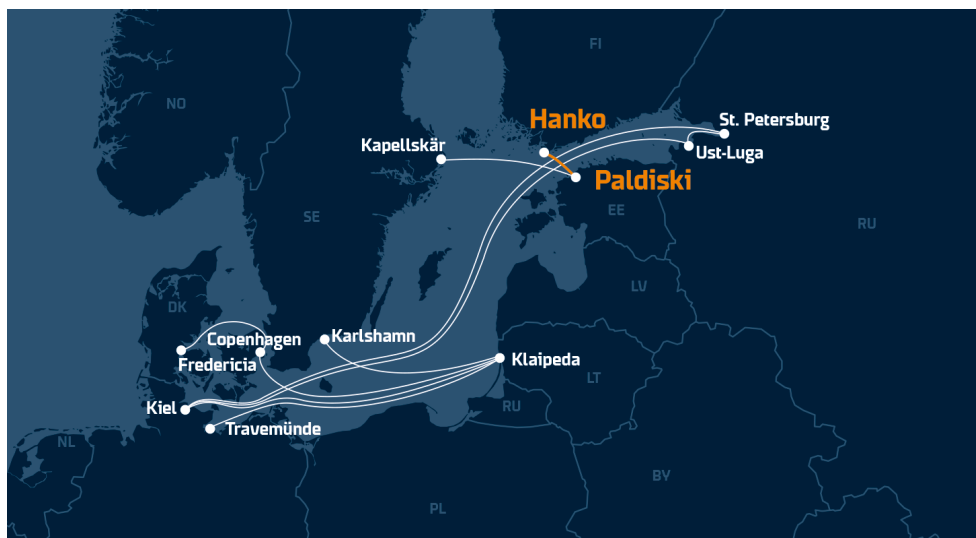 FI
NO
Hanko
St. Petersburg
Kapellskär
Ust-Luga
Paldiski
EE
SE
RU
LV
DK
Copenhagen
Karlshamn
Fredericia
Klaipeda
LT
Kiel
RU
Travemünde
NL
BY
PL